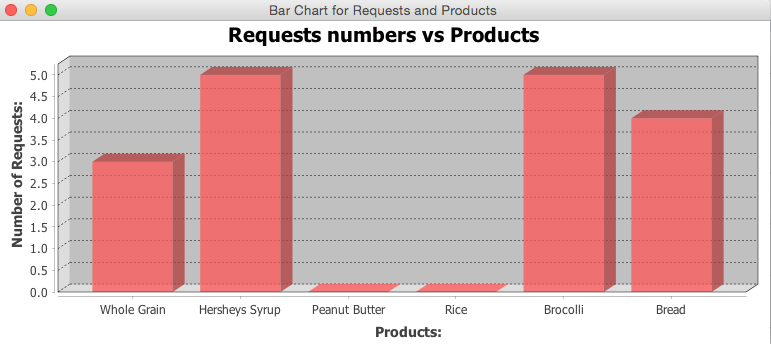 Bar Chart for Requests and Products
Requests numbers vs Products
Number of Requests:
5.0
4.5
4.0
3.5
3.0
2.5
2.0
1.5
1.0
0.5
0.0
Whole Grain
Hersheys Syrup
Peanut Butter
Rice
Brocolli
Bread
Products: